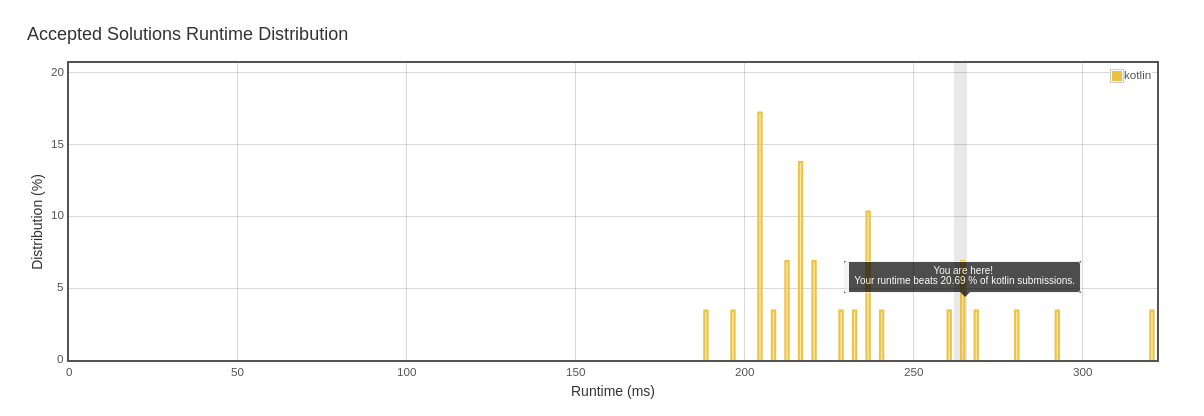 Accepted Solutions Runtime Distribution
20
kotlin
15
Distribution (%)
10
You are here!
Your runtime beats 20.69 % of kotlin submissions.
5
0
0 50 100 150 200 250 300
Runtime (ms)